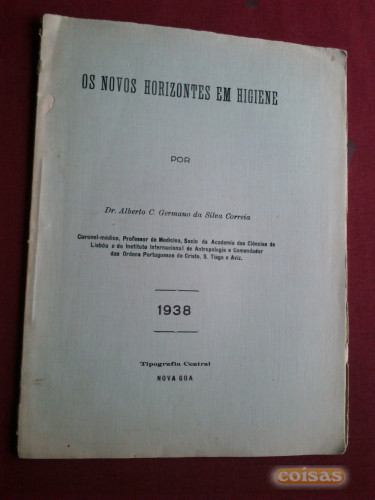 OS NOVOS HORIZONTES EM HIGIENE
POR
Dr. Alberto C. Germano da Silva Correia
Coronel-médico, Professor de Medicina, Socio da Academia das Ciências de
Lisbôa e do Instituto Internacional de Antropologia e Comendador
das Ordens Portuguesas de Cristo, S. Tiago e Aviz.
1938
Tipografia Central
NOVA GOA
coisas